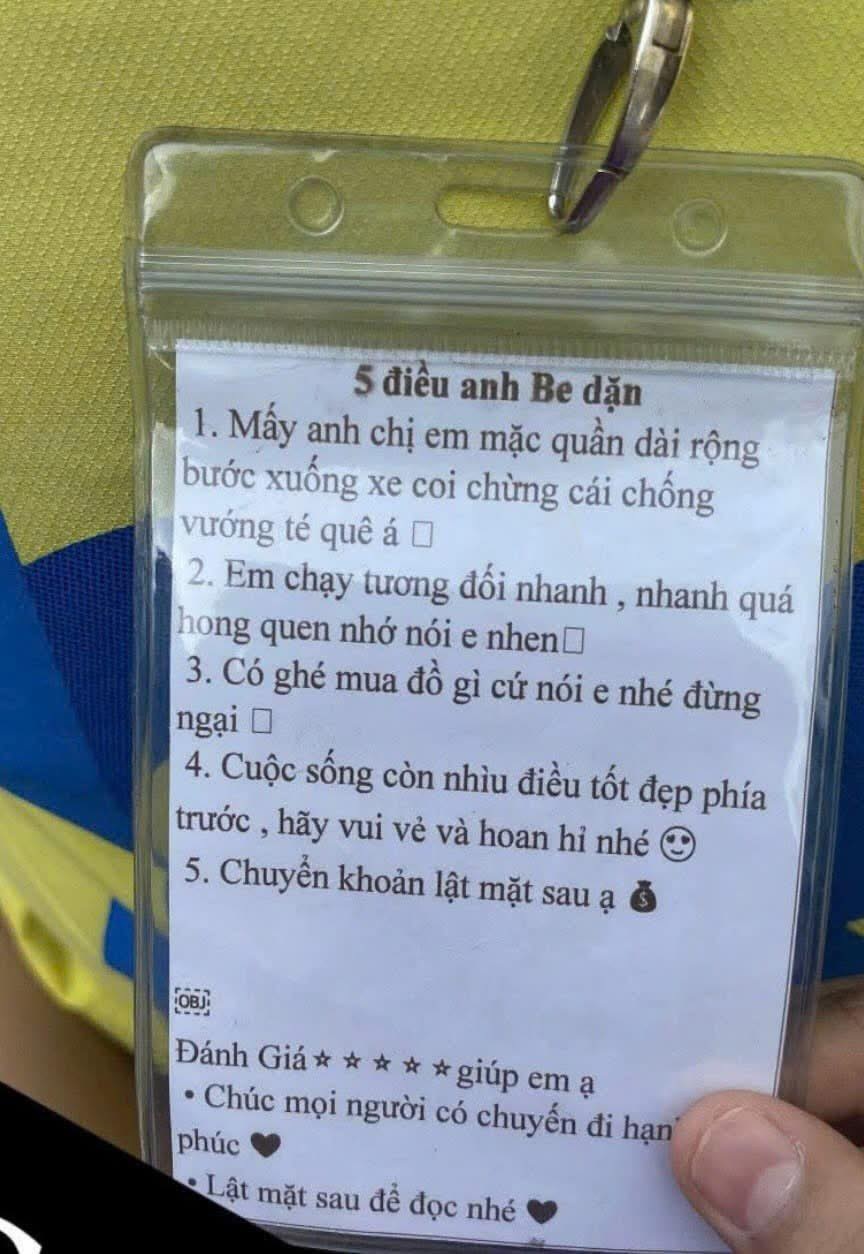 5 điều anh Be dặn
1. Mấy anh chị em mặc quần dài rộng
bước xuống xe coi chừng cái chống
vướng té quê á □
2. Em chạy tương đối nhanh , nhanh quá
hong quen nhớ nói e nhen□
3. Có ghé mua đồ gì cứ nói e nhé đừng
ngại □
4. Cuộc sống còn nhìu điều tốt đẹp phía
trước , hãy vui vẻ và hoan hỉ nhé 😊
5. Chuyển khoản lật mặt sau ạ 💰
OBJ
Đánh Giá☆ ☆ ☆ ☆ ☆ giúp em ạ
• Chúc mọi người có chuyến đi
phúc ♥
• Lật mặt sau để đọc nhé ♥